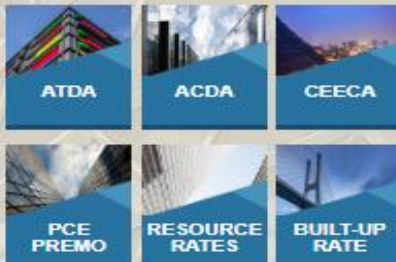 ATDA
ACDA
CEECA
PCE
PREMO
RESOURCE
RATES
BUILT-UP
RATE